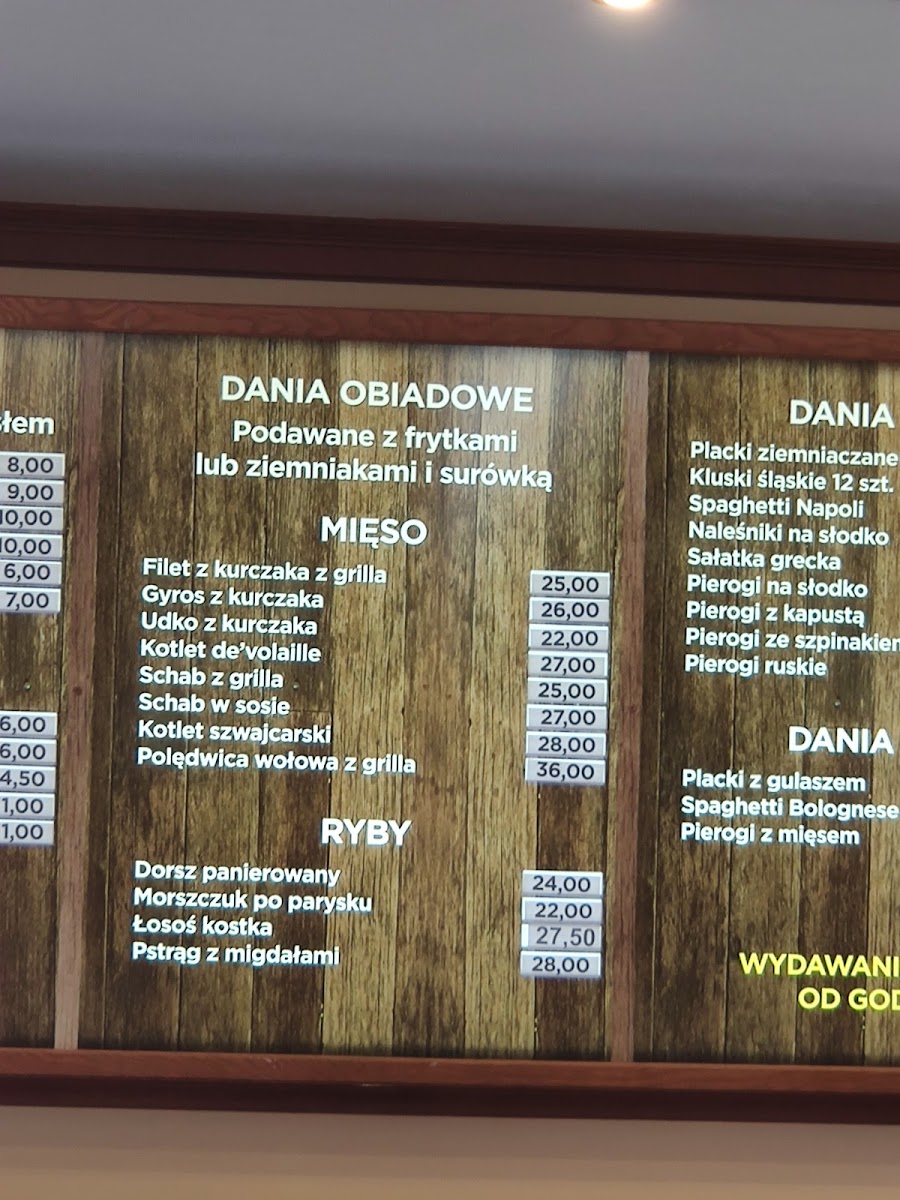 słem
8,00
9,00
10,00
10,00
6,00
7,00
6,00
6,00
4,50
1,00
1,00
DANIA OBIADOWE
Podawane z frytkami
lub ziemniakami i surówką
MIĘSO
Filet z kurczaka z grilla 25,00
Gyros z kurczaka 26,00
Udko z kurczaka 22,00
Kotlet de'volaille 27,00
Schab z grilla 25,00
Schab w sosie 27,00
Kotlet szwajcarski 28,00
Polędwica wołowa z grilla 36,00
RYBY
Dorsz panierowany 24,00
Morszczuk po parysku 22,00
Łosoś kostka 27,50
Pstrąg z migdałami 28,00
DANIA
Placki ziemniaczane
Kluski śląskie 12 szt.
Spaghetti Napoli
Naleśniki na słodko
Sałatka grecka
Pierogi na słodko
Pierogi z kapustą
Pierogi ze szpinakiem
Pierogi ruskie
DANIA
Placki z gulaszem
Spaghetti Bolognese
Pierogi z mięsem
WYDAWANI
OD GOD